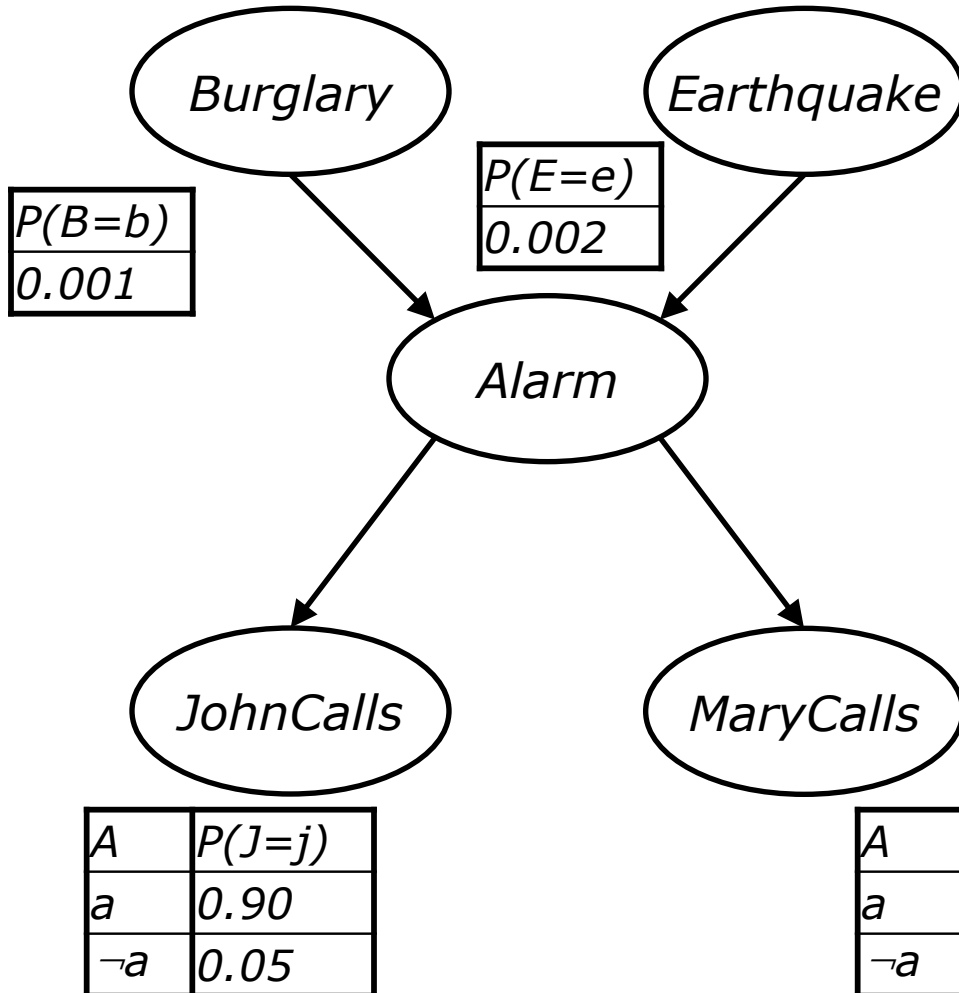 Burglary
Earthquake
P(E=e)
0.002
P(B=b)
0.001
Alarm
JohnCalls
MaryCalls
A P(J=j)
a 0.90
¬a 0.05
A
a
¬a